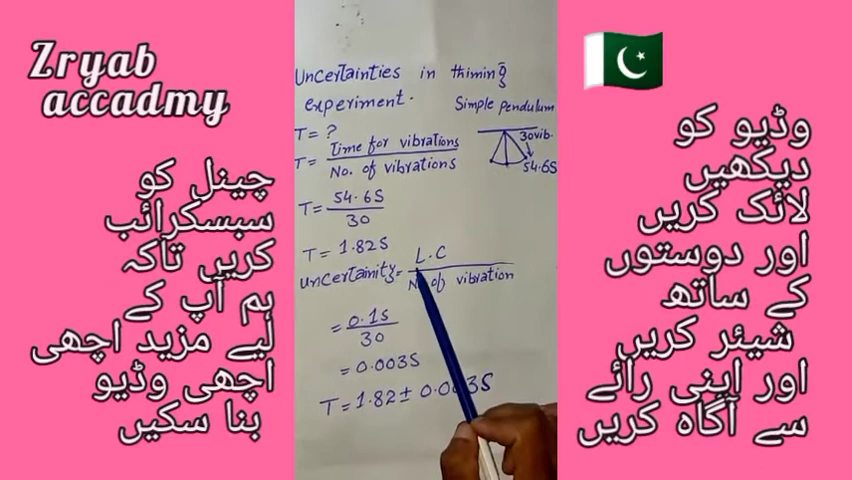 Zryab
accadmy
چینل کو
سبسکرائب
کریں تاکہ
ہم آپ کے
لیے مزید اچھی
اچھی وڈیو
بنا سکیں
Uncertainties in thiming
experiment.
Simple pendulum
T = ?
T = Time for vibrations
No. of vibrations
30vib.
54.6S
T = 54.6S
30
T = 1.82S
Uncertainity = L.C
No of vibration
= 0.1s
30
= 0.003S
T = 1.82 ± 0.003S
وڈیو کو
دیکھیں
لائک کریں
اور دوستوں
کے ساتھ
شیئر کریں
اور اپنی رائے
سے آگاہ کریں